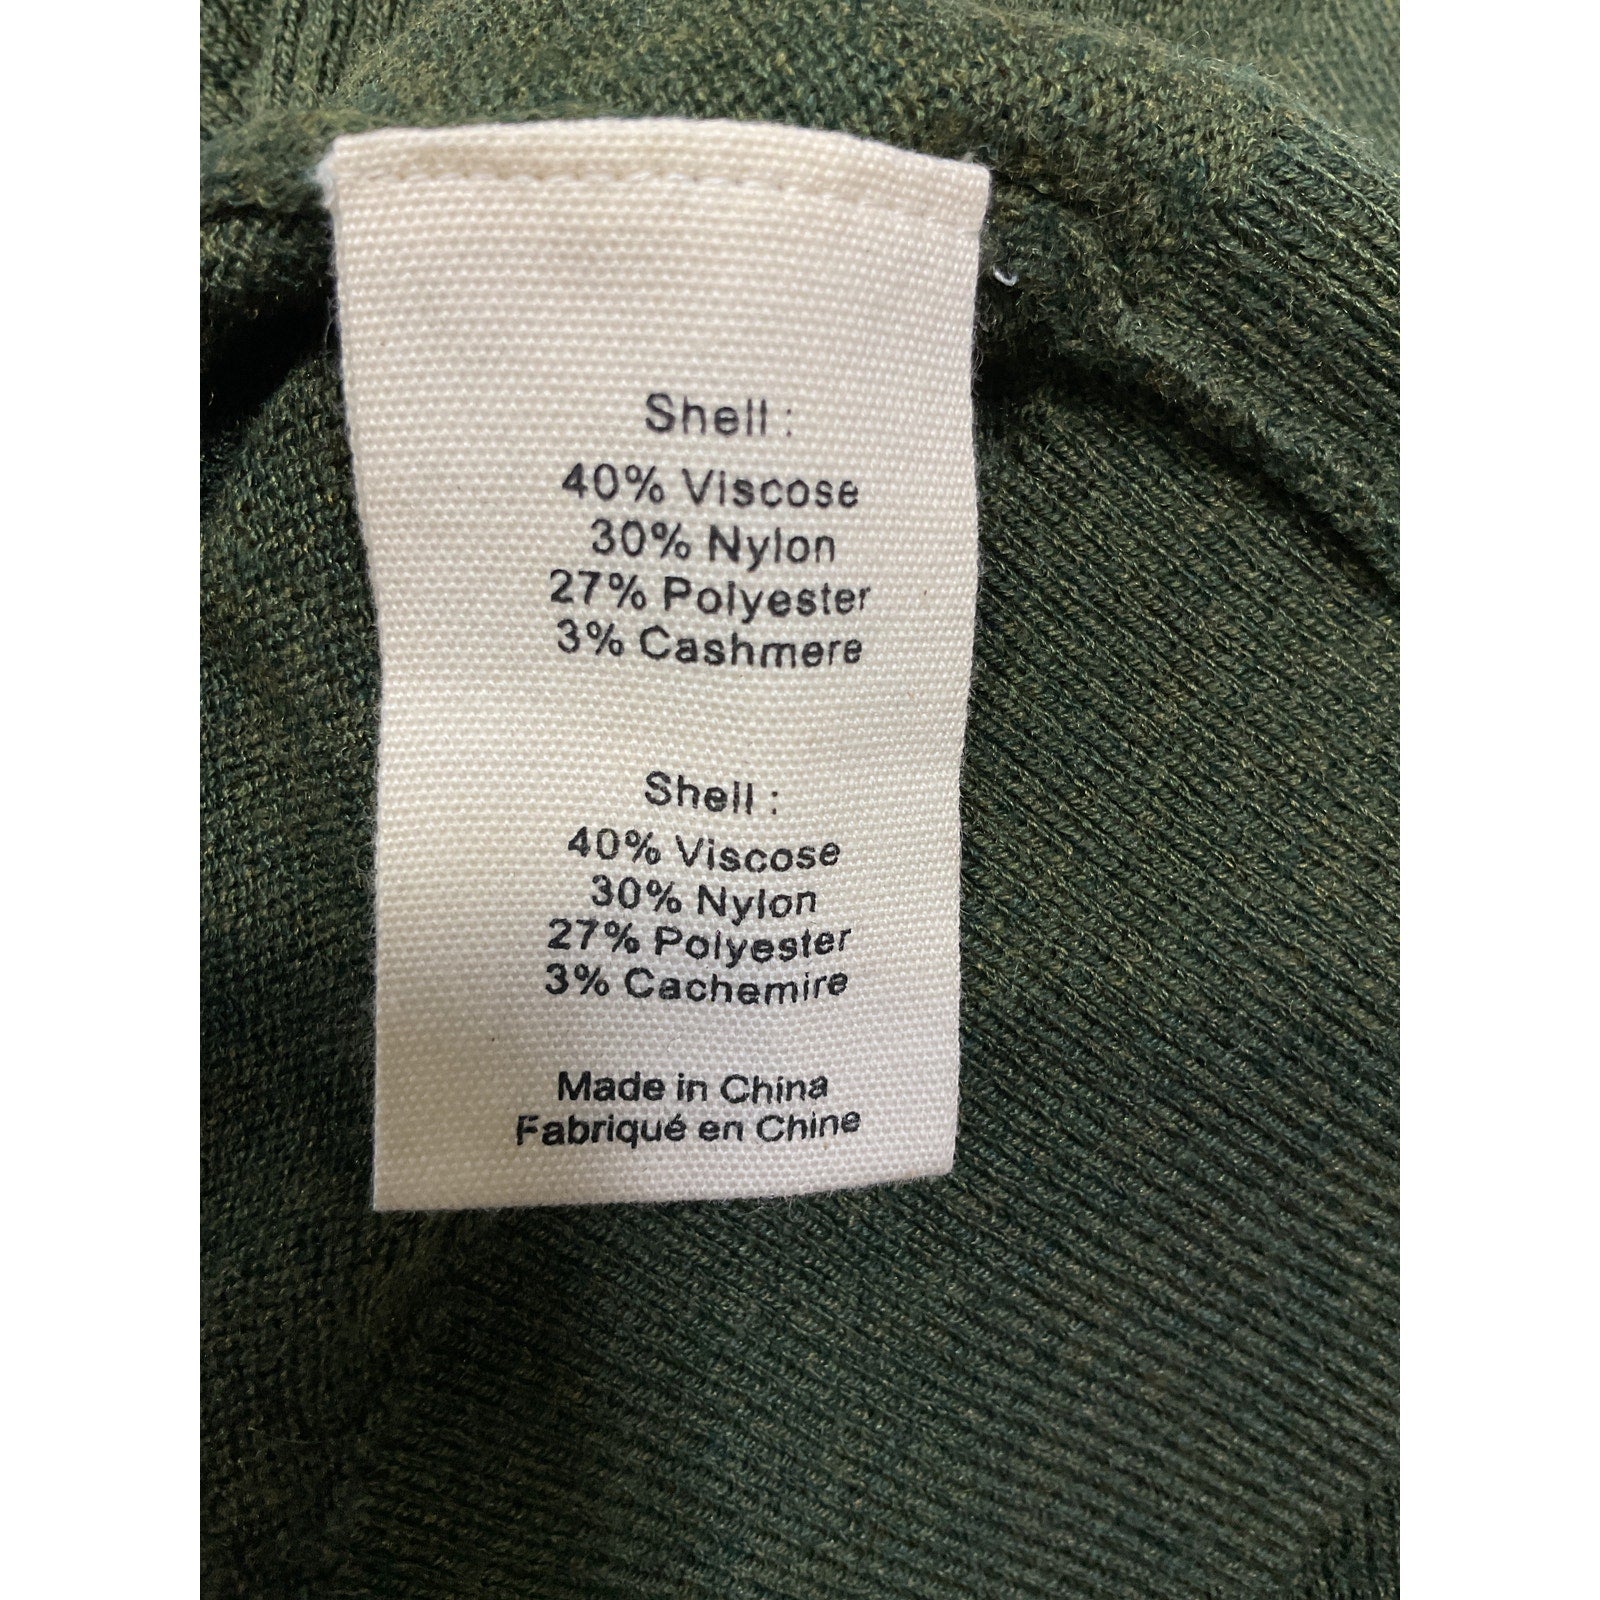 Shell :
40% Viscose
30% Nylon
27% Polyester
3% Cashmere
Shell :
40% Viscose
30% Nylon
27% Polyester
3% Cachemire
Made in China
Fabriqué en Chine